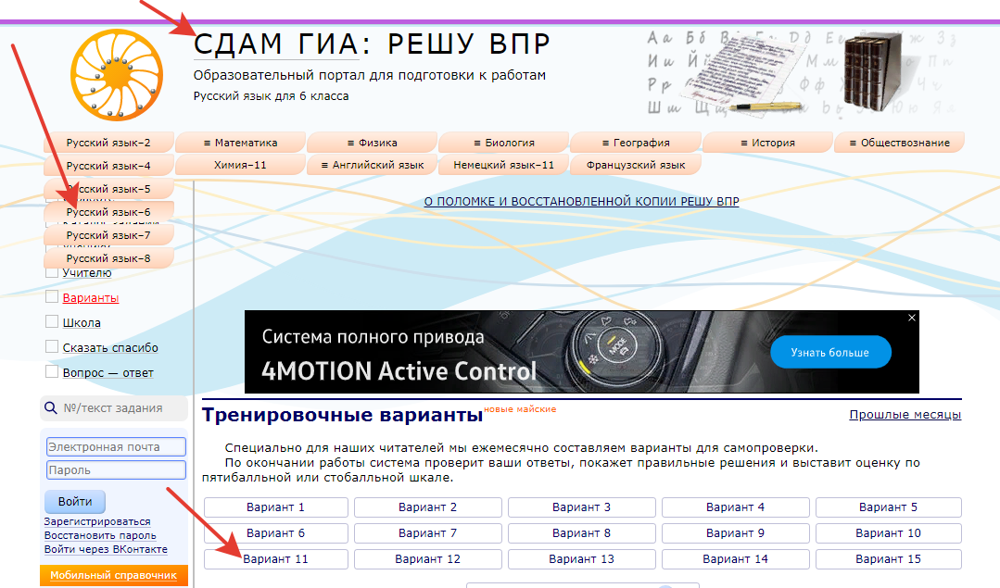 СДАМ ГИА: РЕШУ ВПР
Образовательный портал для подготовки к работам
Русский язык для 6 класса
Русский язык–2
≡ Математика
≡ Физика
≡ Биология
≡ География
≡ История
≡ Обществознание
Русский язык–4
Химия–11
≡ Английский язык
Немецкий язык–11
Французский язык
Русский язык–5
Русский язык–6
Русский язык–7
Русский язык–8
О ПОЛОМКЕ И ВОССТАНОВЛЕННОЙ КОПИИ РЕШУ ВПР
Учителю
Варианты
Школа
Сказать спасибо
Вопрос — ответ
№/текст задания
Электронная почта
Пароль
Войти
Зарегистрироваться
Восстановить пароль
Войти через ВКонтакте
Мобильный справочник
Система полного привода
4MOTION Active Control
MODE
Узнать больше
Тренировочные варианты новые майские
Прошлые месяцы
Специально для наших читателей мы ежемесячно составляем варианты для самопроверки.
По окончании работы система проверит ваши ответы, покажет правильные решения и выставит оценку по
пятибалльной или стобалльной шкале.
Вариант 1
Вариант 2
Вариант 3
Вариант 4
Вариант 5
Вариант 6
Вариант 7
Вариант 8
Вариант 9
Вариант 10
Вариант 11
Вариант 12
Вариант 13
Вариант 14
Вариант 15